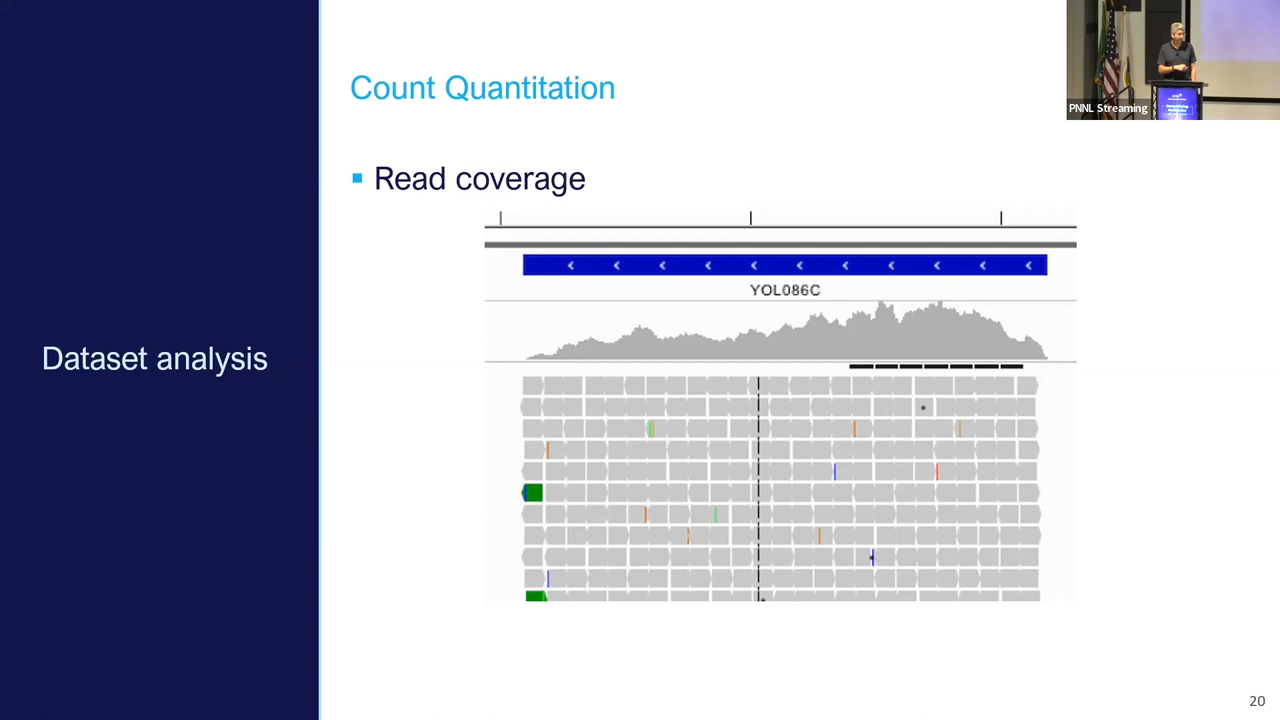 Count Quantitation
PNNL Streaming
Read coverage
YOL086C
Dataset analysis
20